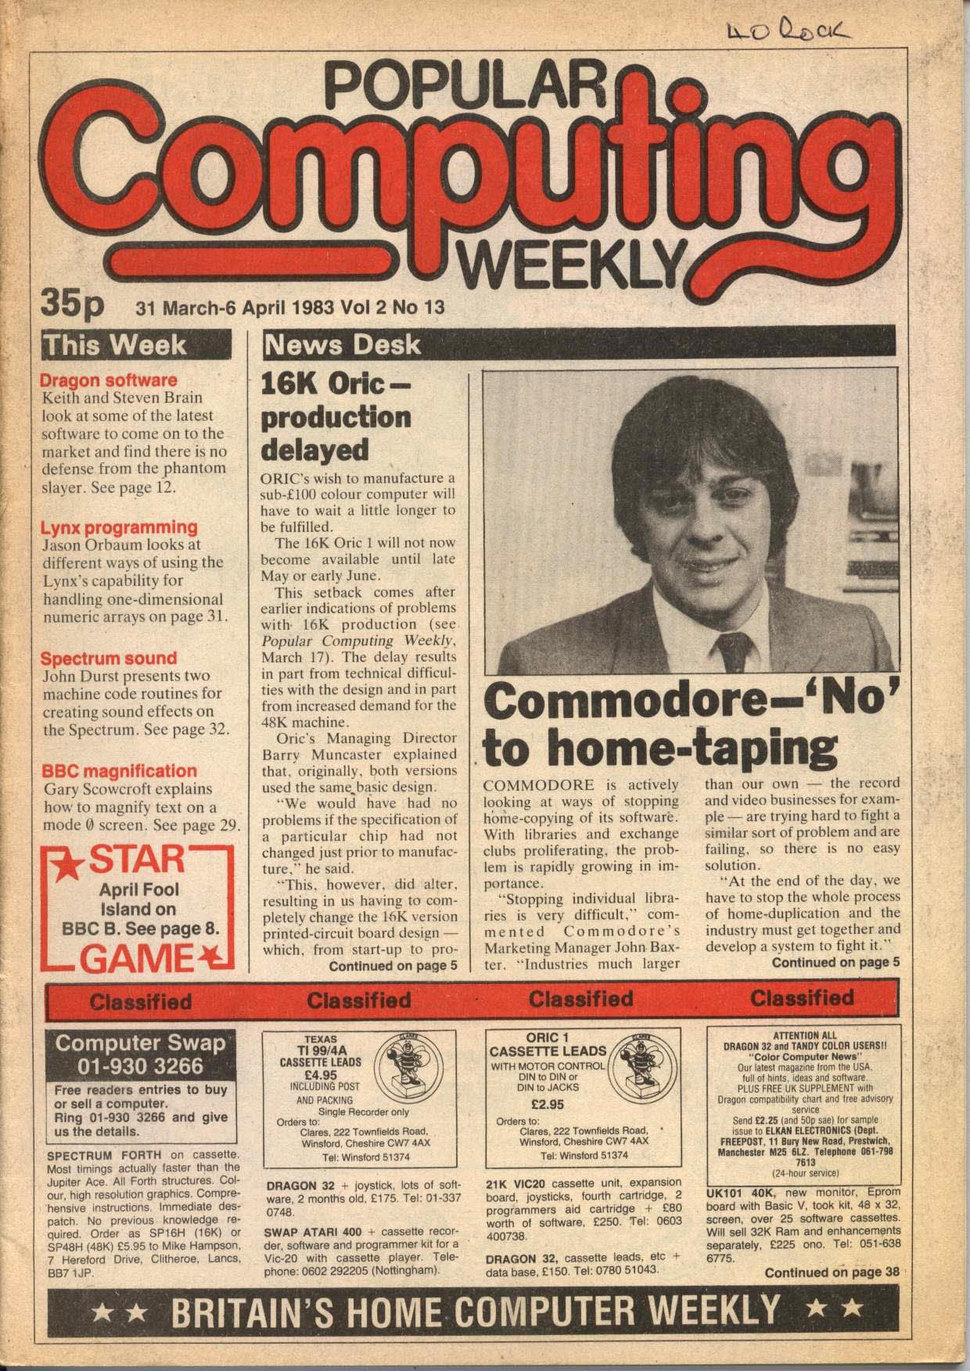 40 Rock
POPULAR
Computing
WEEKLY
35p 31 March-6 April 1983 Vol 2 No 13
This Week
Dragon software
Keith and Steven Brain
look at some of the latest
software to come on to the
market and find there is no
defense from the phantom
slayer. See page 12.
Lynx programming
Jason Orbaum looks at
different ways of using the
Lynx's capability for
handling one-dimensional
numeric arrays on page 31.
Spectrum sound
John Durst presents two
machine code routines for
creating sound effects on
the Spectrum. See page 32.
BBC magnification
Gary Scowcroft explains
how to magnify text on a
mode 0 screen. See page 29.
STAR
April Fool
Island on
BBC B. See page 8.
GAME
News Desk
16K Oric —
production
delayed
ORIC's wish to manufacture a
sub-£100 colour computer will
have to wait a little longer to
be fulfilled.
The 16K Oric 1 will not now
become available until late
May or early June.
This setback comes after
earlier indications of problems
with 16K production (see
Popular Computing Weekly,
March 17). The delay results
in part from technical difficul-
ties with the design and in part
from increased demand for the
48K machine.
Oric's Managing Director
Barry Muncaster explained
that, originally, both versions
used the same basic design.
"We would have had no
problems if the specification of
a particular chip had not
changed just prior to manufac-
ture," he said.
"This, however, did alter,
resulting in us having to com-
pletely change the 16K version
printed-circuit board design —
which, from start-up to pro-
Continued on page 5
Commodore—'No'
to home-taping
COMMODORE is actively
looking at ways of stopping
home-copying of its software.
With libraries and exchange
clubs proliferating, the prob-
lem is rapidly growing in im-
portance.
"Stopping individual libra-
ries is very difficult," com-
mented Commodore's
Marketing Manager John Bax-
ter. "Industries much larger
than our own — the record
and video businesses for exam-
ple — are trying hard to fight a
similar sort of problem and are
failing, so there is no easy
solution.
"At the end of the day, we
have to stop the whole process
of home-duplication and the
industry must get together and
develop a system to fight it."
Continued on page 5
Classified Classified Classified Classified
Computer Swap
01-930 3266
Free readers entries to buy
or sell a computer.
Ring 01-930 3266 and give
us the details.
SPECTRUM FORTH on cassette.
Most timings actually faster than the
Jupiter Ace. All Forth structures. Col-
our, high resolution graphics. Compre-
hensive instructions. Immediate des-
patch. No previous knowledge re-
quired. Order as SP16H (16K) or
SP48H (48K) £5.95 to Mike Hampson,
7 Hereford Drive, Clitheroe, Lancs,
BB7 1JP.
TEXAS
TI 99/4A
CASSETTE LEADS
£4.95
INCLUDING POST
AND PACKING
Single Recorder only
Orders to:
Clares, 222 Townfields Road,
Winsford, Cheshire CW7 4AX
Tel: Winsford 51374
CLARES
DRAGON 32 + joystick, lots of soft-
ware, 2 months old, £175. Tel: 01-337
0748.
SWAP ATARI 400 + cassette recor-
der, software and programmer kit for a
Vic-20 with cassette player. Tele-
phone: 0602 292205 (Nottingham).
ORIC 1
CASSETTE LEADS
WITH MOTOR CONTROL
DIN to DIN or
DIN to JACKS
£2.95
Orders to:
Clares, 222 Townfields Road,
Winsford, Cheshire CW7 4AX
Tel: Winsford 51374
CLARES
21K VIC20 cassette unit, expansion
board, joysticks, fourth cartridge, 2
programmers aid cartridge + £80
worth of software, £250. Tel: 0603
400738.
DRAGON 32, cassette leads, etc +
data base, £150. Tel: 0780 51043.
ATTENTION ALL
DRAGON 32 and TANDY COLOR USERS!!
"Color Computer News"
Our latest magazine from the USA.
full of hints, ideas and software.
PLUS FREE UK SUPPLEMENT with
Dragon compatibility chart and free advisory
service
Send £2.25 (and 50p sae) for sample
issue to ELKAN ELECTRONICS (Dept.
FREEPOST, 11 Bury New Road, Prestwich,
Manchester M25 6LZ. Telephone 061-798
7613
(24-hour service)
UK101 40K, new monitor, Eprom
board with Basic V, took kit, 48 x 32,
screen, over 25 software cassettes.
Will sell 32K Ram and enhancements
separately, £225 ono. Tel: 051-638
6775.
Continued on page 38
BRITAIN'S HOME COMPUTER WEEKLY